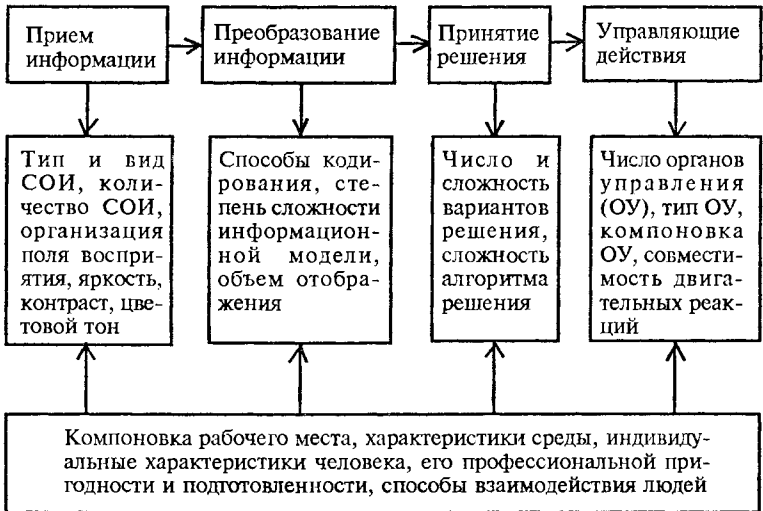 Прием
информации
Преобразование
информации
Принятие
решения
Управляющие
действия
Тип и вид
СОИ, коли-
чество СОИ,
организация
поля воспри-
ятия, яркость,
контраст, цве-
товой тон
Способы коди-
рования, сте-
пень сложности
информацион-
ной модели,
объем отобра-
жения
Число и
сложность
вариантов
решения,
сложность
алгоритма
решения
Число органов
управления
(ОУ), тип ОУ,
компоновка
ОУ, совмести-
мость двига-
тельных реак-
ций
Компоновка рабочего места, характеристики среды, индивиду-
альные характеристики человека, его профессиональной при-
годности и подготовленности, способы взаимодействия людей